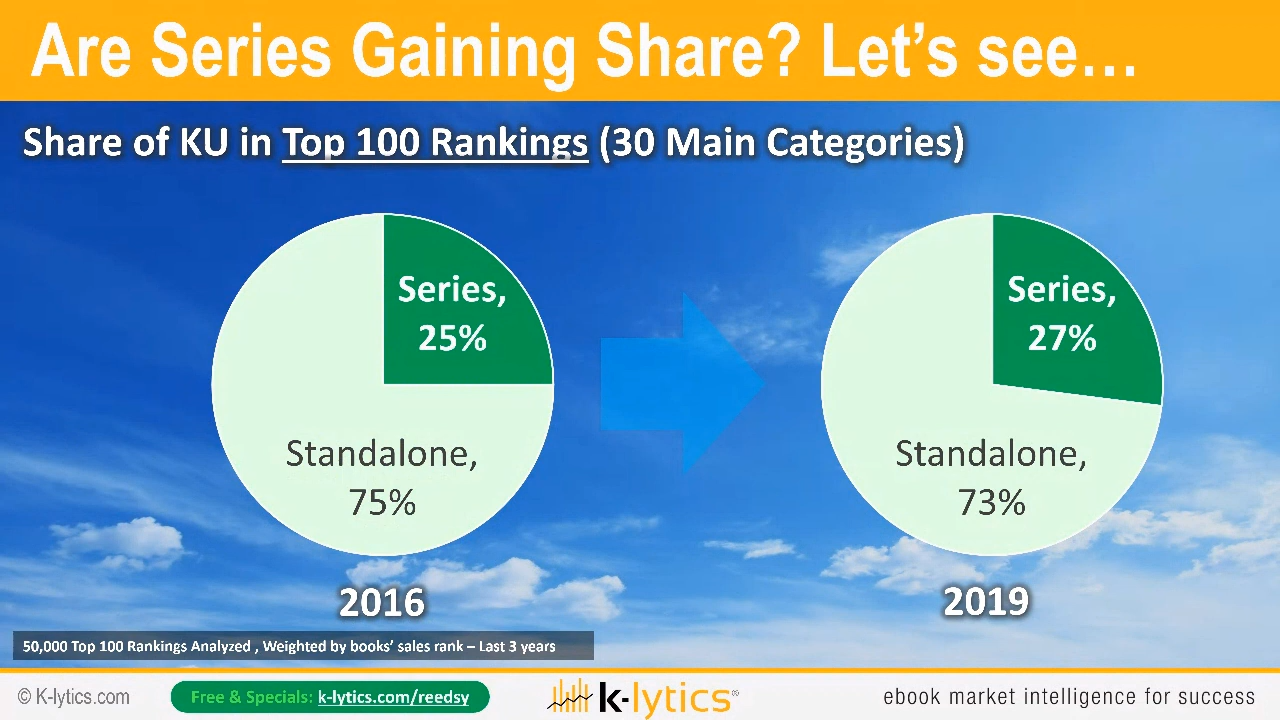 Are Series Gaining Share? Let’s see…
Share of KU in Top 100 Rankings (30 Main Categories)
Series,
25%
Standalone,
75%
2016
Series,
27%
Standalone,
73%
2019
50,000 Top 100 Rankings Analyzed , Weighted by books’ sales rank – Last 3 years
© K-lytics.com
Free & Specials: k-lytics.com/reedsy
k-lytics®
ebook market intelligence for success